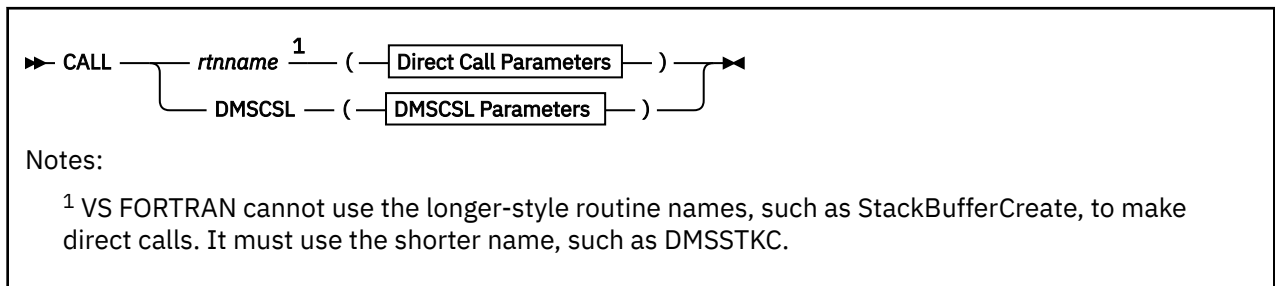 CALL rtnname 1 ( Direct Call Parameters )
DMSCSL ( DMSCSL Parameters )
Notes:
1 VS FORTRAN cannot use the longer-style routine names, such as StackBufferCreate, to make
direct calls. It must use the shorter name, such as DMSSTKC.